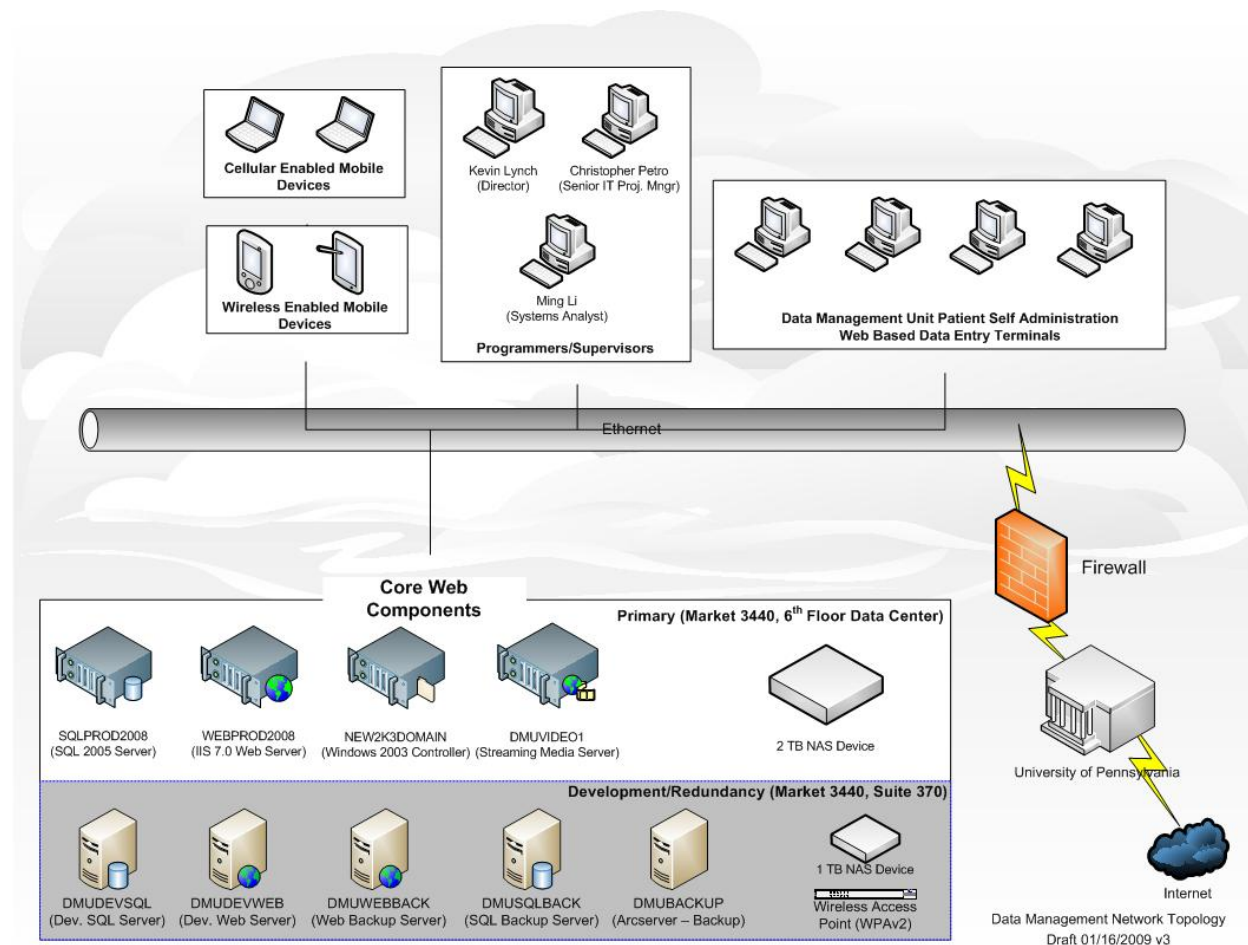 Cellular Enabled Mobile
Devices
Wireless Enabled Mobile
Devices
Kevin Lynch
(Director)
Christopher Petro
(Senior IT Proj. Mngr)
Ming Li
(Systems Analyst)
Programmers/Supervisors
Data Management Unit Patient Self Administration
Web Based Data Entry Terminals
Ethernet
Firewall
University of Pennsylvania
Internet
Core Web
Components
Primary (Market 3440, 6th Floor Data Center)
SQLPROD2008
(SQL 2005 Server)
WEBPROD2008
(IIS 7.0 Web Server)
NEW2K3DOMAIN
(Windows 2003 Controller)
DMUVIDEO1
(Streaming Media Server)
2 TB NAS Device
Development/Redundancy (Market 3440, Suite 370)
DMUDEVSQL
(Dev. SQL Server)
DMUDEVWEB
(Dev. Web Server)
DMUWEBBACK
(Web Backup Server)
DMUSQLBACK
(SQL Backup Server)
DMUBACKUP
(Arcserver – Backup)
1 TB NAS Device
Wireless Access
Point (WPAv2)
Data Management Network Topology
Draft 01/16/2009 v3